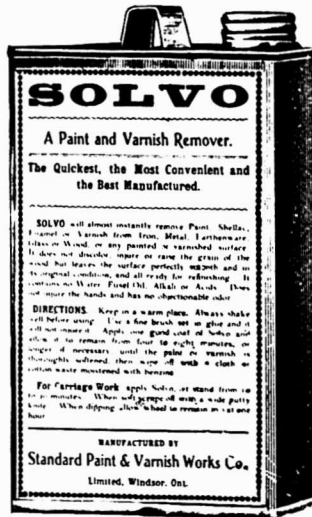 SOLVO
A Paint and Varnish Remover.
The Quickest, the Most Convenient and
the Best Manufactured.
SOLVO will almost instantly remove Paint, Shellac,
Enamel or Varnish from Iron, Metal, Earthenware,
Glass or Wood, or any painted or varnished surface.
It does not discolor, injure or raise the grain of the
wood but leaves the surface perfectly smooth and in
its original condition, and all ready for refinishing. It
contains no Water, Fusel Oil, Alkali or Acids. Does
not injure the hands and has no objectionable odor.
DIRECTIONS. Keep in a warm place. Always shake
well before using. Use a fine brush set in glue and it
will not injure it. Apply one good coat of Solvo and
allow it to remain from four to eight minutes, or
longer if necessary until the paint or varnish is
thoroughly softened, then wipe off with a cloth or
cotton waste moistened with benzine
For Carriage Work apply Solvo, let stand from 10
to minutes. When soft scrape off with a wide putty
knife. When dipping allow wheel to remain in vat one
hour
MANUFACTURED BY
Standard Paint & Varnish Works Co.,
Limited, Windsor, Ont.